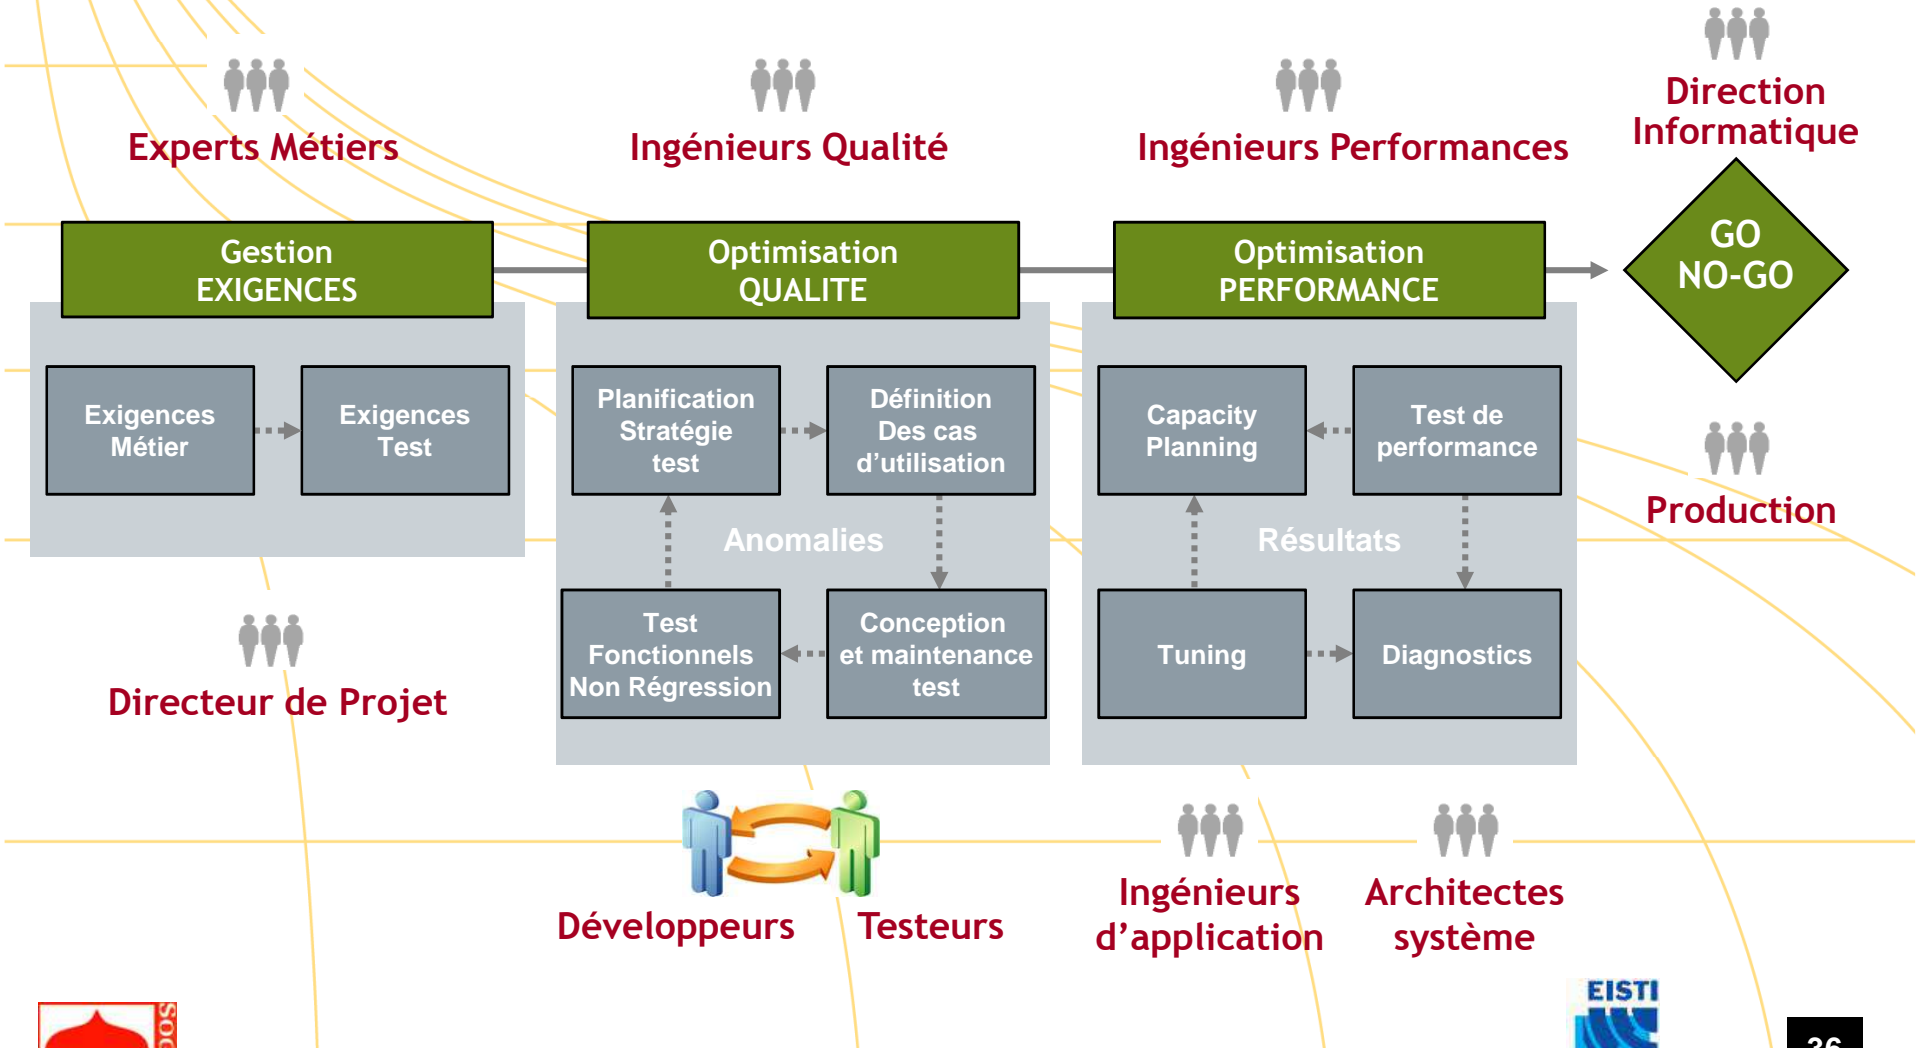 Experts Métiers
Ingénieurs Qualité
Ingénieurs Performances
Direction
Informatique
Gestion
EXIGENCES
Optimisation
QUALITE
Optimisation
PERFORMANCE
GO
NO-GO
Exigences
Métier
Exigences
Test
Planification
Stratégie
test
Définition
Des cas
d’utilisation
Capacity
Planning
Test de
performance
Production
Anomalies
Résultats
Test
Fonctionnels
Non Régression
Conception
et maintenance
test
Tuning
Diagnostics
Directeur de Projet
Développeurs
Testeurs
Ingénieurs
d’application
Architectes
système
EISTI
36